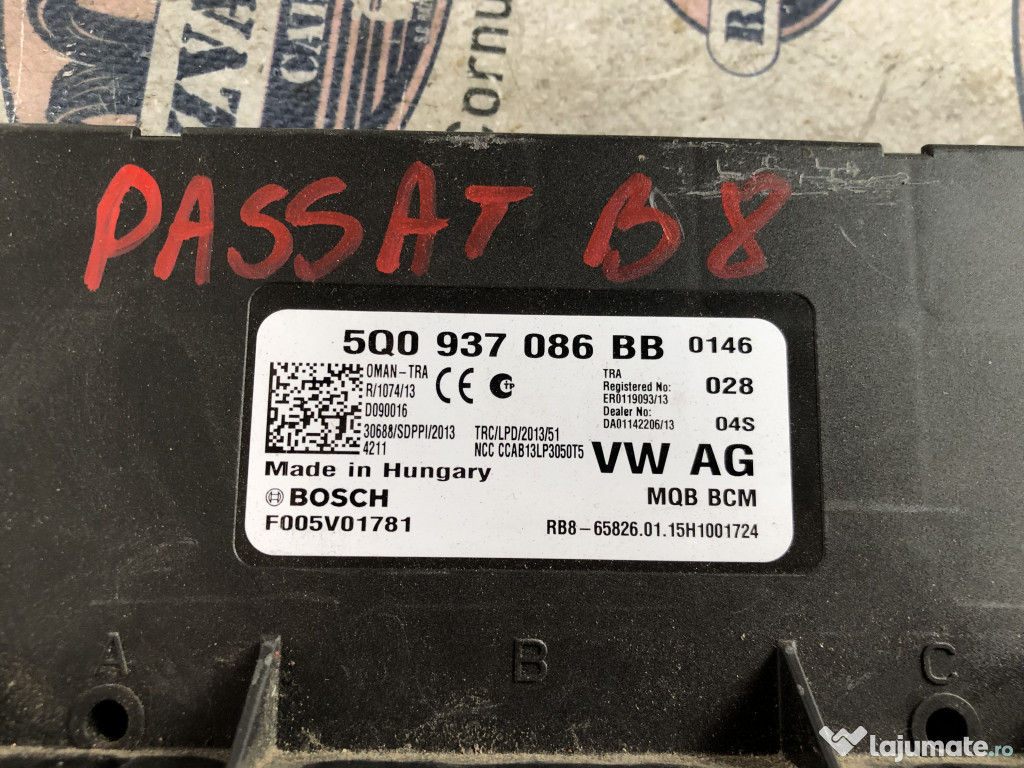 Cornu
PASSAT B8
5Q0 937 086 BB 0146
OMAN-TRA
R/1074/13
D090016
30688/SDPPI/2013
4211
TRC/LPD/2013/51
NCC CCAB13LP3050T5
TRA
Registered No:
ER0119093/13
Dealer No:
DA01142206/13
028
04S
VW AG
Made in Hungary
BOSCH
F005V01781
MQB BCM
RB8-65826.01.15H1001724
A
B
C
Lajumate.ro